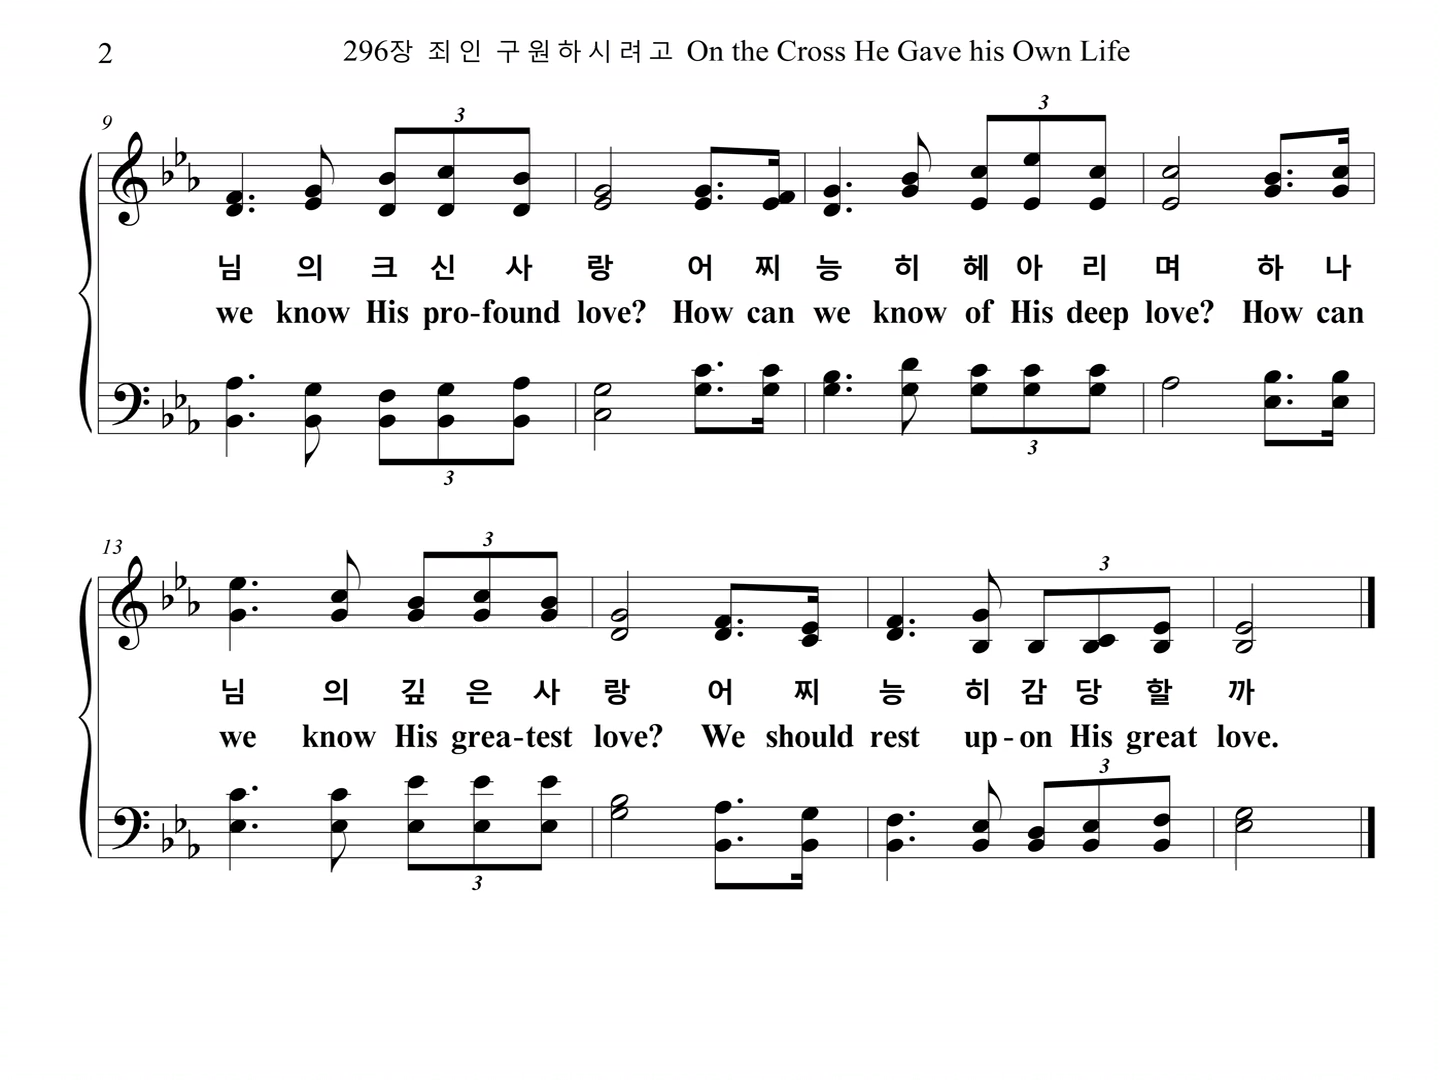 2
296장 죄인 구원하시려고 On the Cross He Gave his Own Life
9
3 3
님 의 크 신 사 랑 어 찌 능 히 헤 아 리 며 하 나
we know His pro-found love? How can we know of His deep love? How can
3 3
13
3 3
님 의 깊 은 사 랑 어 찌 능 히 감 당 할 까
we know His grea-test love? We should rest up-on His great love.
3 3